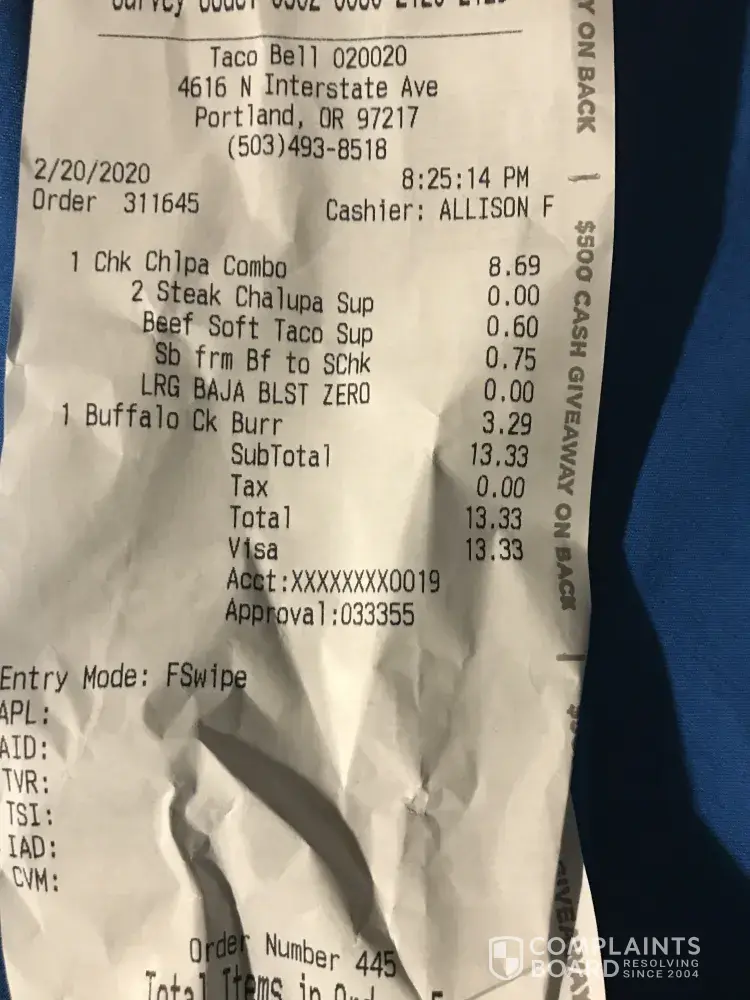 Taco Bell 020020
4616 N Interstate Ave
Portland, OR 97217
(503)493-8518
2/20/2020 8:25:14 PM
Order 311645 Cashier: ALLISON F
1 Chk Chlpa Combo 8.69
2 Steak Chalupa Sup 0.00
Beef Soft Taco Sup 0.60
Sb frm Bf to SChk 0.75
LRG BAJA BLST ZERO 0.00
1 Buffalo Ck Burr 3.29
SubTotal 13.33
Tax 0.00
Total 13.33
Visa 13.33
Acct:XXXXXXXX0019
Approval:033355
Entry Mode: FSwipe
APL:
AID:
TVR:
TSI:
IAD:
CVM:
Order Number 445
Total Items in
Y ON BACK
$500 CASH GIVEAWAY ON BACK
COMPLAINTS
BOARD
RESOLVING
SINCE 2004